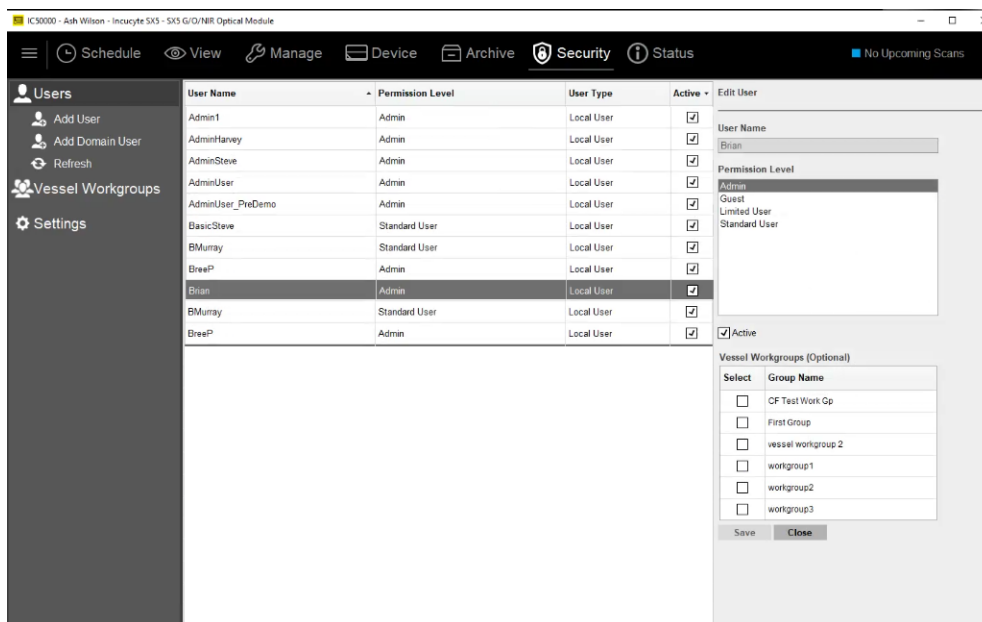 IC50000 - Ash Wilson - Incucyte SX5 - SX5 G/O/NIR Optical Module
Schedule View Manage Device Archive Security Status No Upcoming Scans
Users
Add User
Add Domain User
Refresh
Vessel Workgroups
Settings
User Name Permission Level User Type Active
Admin1 Admin Local User
AdminHarvey Admin Local User
AdminSteve Admin Local User
AdminUser Admin Local User
AdminUser_PreDemo Admin Local User
BasicSteve Standard User Local User
BMurray Standard User Local User
BreeP Admin Local User
Brian Admin Local User
BMurray Standard User Local User
BreeP Admin Local User
Edit User
User Name
Brian
Permission Level
Admin
Guest
Limited User
Standard User
Active
Vessel Workgroups (Optional)
Select Group Name
CF Test Work Gp
First Group
vessel workgroup 2
workgroup1
workgroup2
workgroup3
Save Close